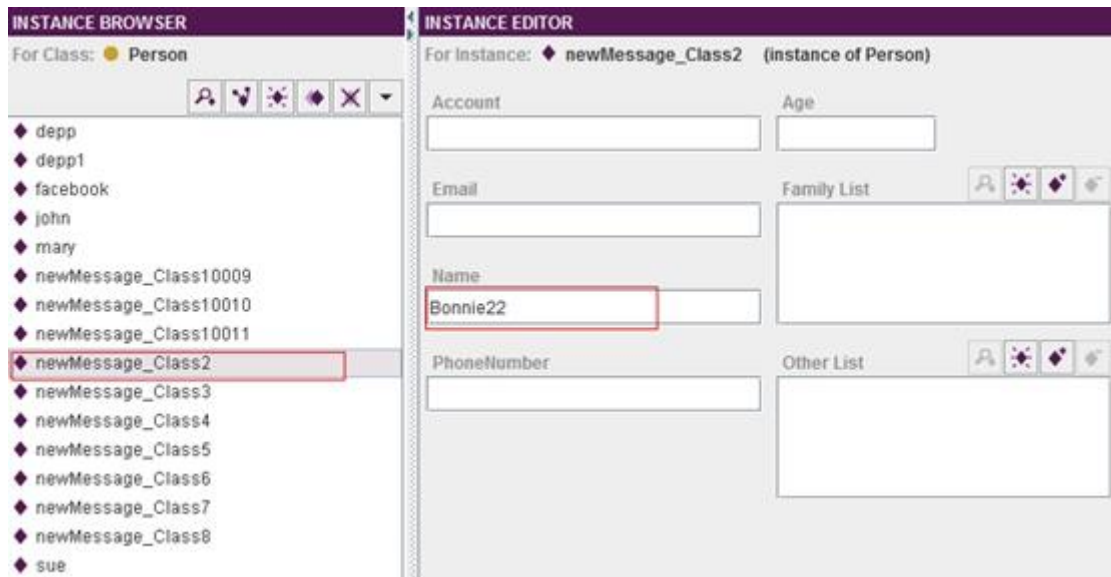 INSTANCE BROWSER
For Class: Person
depp
depp1
facebook
john
mary
newMessage_Class10009
newMessage_Class10010
newMessage_Class10011
newMessage_Class2
newMessage_Class3
newMessage_Class4
newMessage_Class5
newMessage_Class6
newMessage_Class7
newMessage_Class8
sue
INSTANCE EDITOR
For Instance: newMessage_Class2 (instance of Person)
Account
Age
Email
Family List
Name
Bonnie22
PhoneNumber
Other List